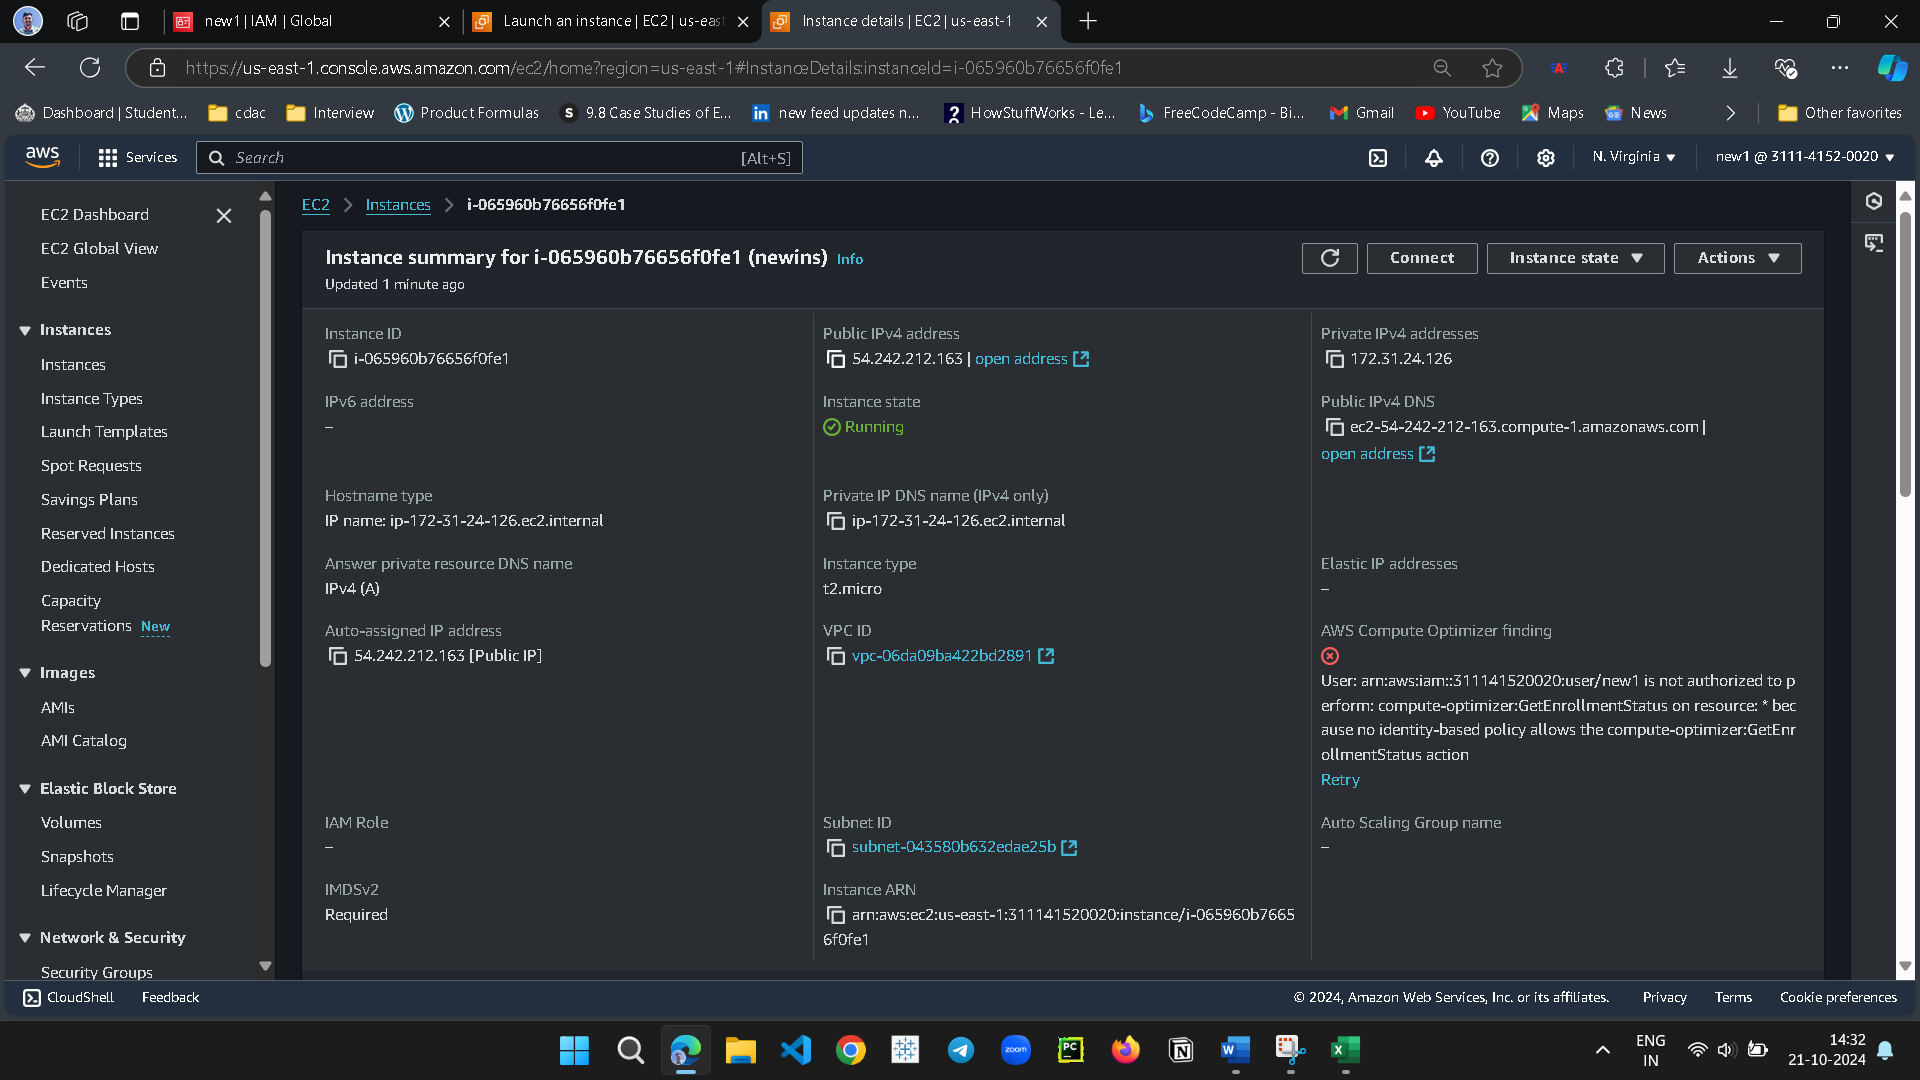 new1 | IAM | Global
Launch an instance | EC2 | us-east
Instance details | EC2 | us-east-1
https://us-east-1.console.aws.amazon.com/ec2/home?region=us-east-1#InstanceDetails:instanceId=i-065960b76656f0fe1
Dashboard | Student...
cdac
Interview
Product Formulas
9.8 Case Studies of E...
new feed updates n...
HowStuffWorks - Le...
FreeCodeCamp - Bi...
Gmail
YouTube
Maps
News
Other favorites
aws
Services
Search
[Alt+S]
N. Virginia
new1 @ 3111-4152-0020
EC2 Dashboard
EC2 Global View
Events
Instances
Instances
Instance Types
Launch Templates
Spot Requests
Savings Plans
Reserved Instances
Dedicated Hosts
Capacity
Reservations New
Images
AMIs
AMI Catalog
Elastic Block Store
Volumes
Snapshots
Lifecycle Manager
Network & Security
Security Groups
EC2 > Instances > i-065960b76656f0fe1
Instance summary for i-065960b76656f0fe1 (newins) Info
Updated 1 minute ago
Connect
Instance state
Actions
Instance ID
i-065960b76656f0fe1
Public IPv4 address
54.242.212.163 | open address
Private IPv4 addresses
172.31.24.126
IPv6 address
–
Instance state
Running
Public IPv4 DNS
ec2-54-242-212-163.compute-1.amazonaws.com |
open address
Hostname type
IP name: ip-172-31-24-126.ec2.internal
Private IP DNS name (IPv4 only)
ip-172-31-24-126.ec2.internal
Answer private resource DNS name
IPv4 (A)
Instance type
t2.micro
Elastic IP addresses
–
Auto-assigned IP address
54.242.212.163 [Public IP]
VPC ID
vpc-06da09ba422bd2891
AWS Compute Optimizer finding
User: arn:aws:iam::311141520020:user/new1 is not authorized to p
erform: compute-optimizer:GetEnrollmentStatus on resource: * bec
ause no identity-based policy allows the compute-optimizer:GetEnr
ollmentStatus action
Retry
IAM Role
–
Subnet ID
subnet-043580b632edae25b
Auto Scaling Group name
–
IMDSv2
Required
Instance ARN
arn:aws:ec2:us-east-1:311141520020:instance/i-065960b7665
6f0fe1
CloudShell
Feedback
© 2024, Amazon Web Services, Inc. or its affiliates.
Privacy
Terms
Cookie preferences
zoom
PC
ENG
IN
14:32
21-10-2024